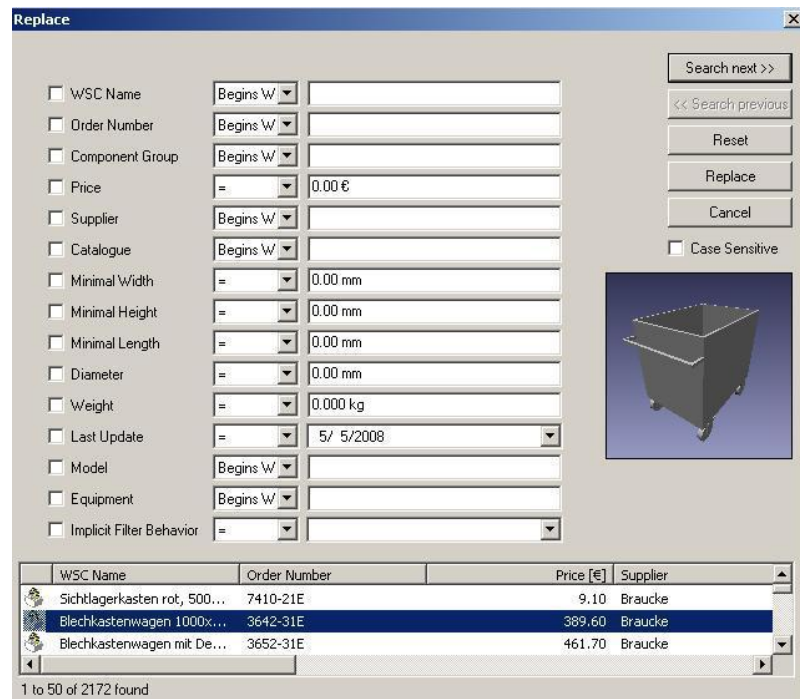 Replace
Search next >>
WSC Name Begins W
<< Search previous
Order Number Begins W
Reset
Component Group Begins W
Replace
Price = 0.00 €
Cancel
Supplier Begins W
Catalogue Begins W
Case Sensitive
Minimal Width = 0.00 mm
Minimal Height = 0.00 mm
Minimal Length = 0.00 mm
Diameter = 0.00 mm
Weight = 0.000 kg
Last Update = 5/ 5/2008
Model Begins W
Equipment Begins W
Implicit Filter Behavior =
WSC Name Order Number Price [€] Supplier
Sichtlagerkasten rot, 500... 7410-21E 9.10 Braucke
Blechkastenwagen 1000x... 3642-31E 389.60 Braucke
Blechkastenwagen mit De... 3652-31E 461.70 Braucke
1 to 50 of 2172 found